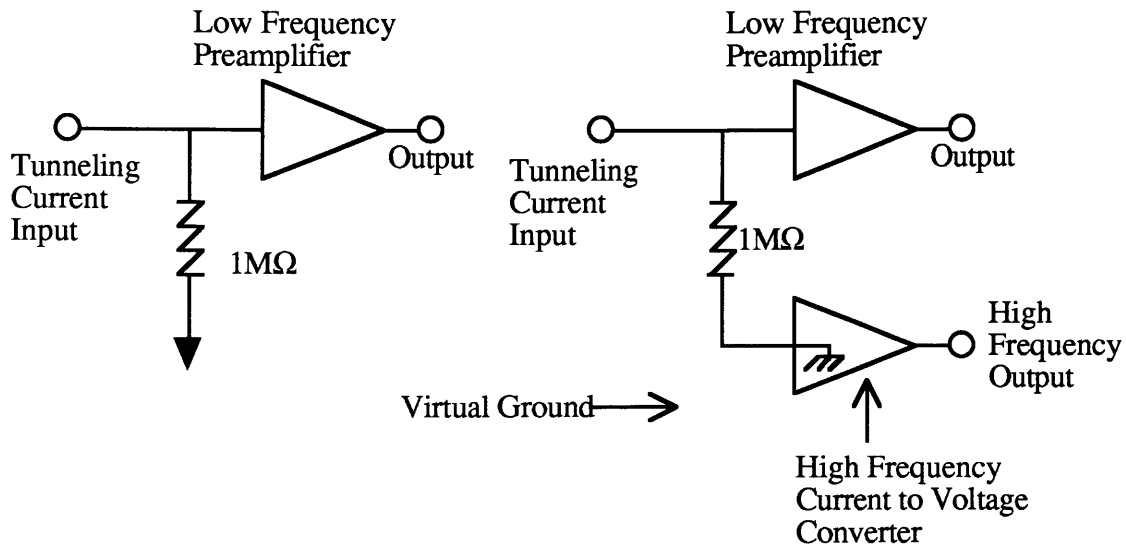 Low Frequency
Preamplifier
Tunneling
Current
Input
Output
1MΩ
Low Frequency
Preamplifier
Tunneling
Current
Input
Output
1MΩ
High
Frequency
Output
Virtual Ground
High Frequency
Current to Voltage
Converter